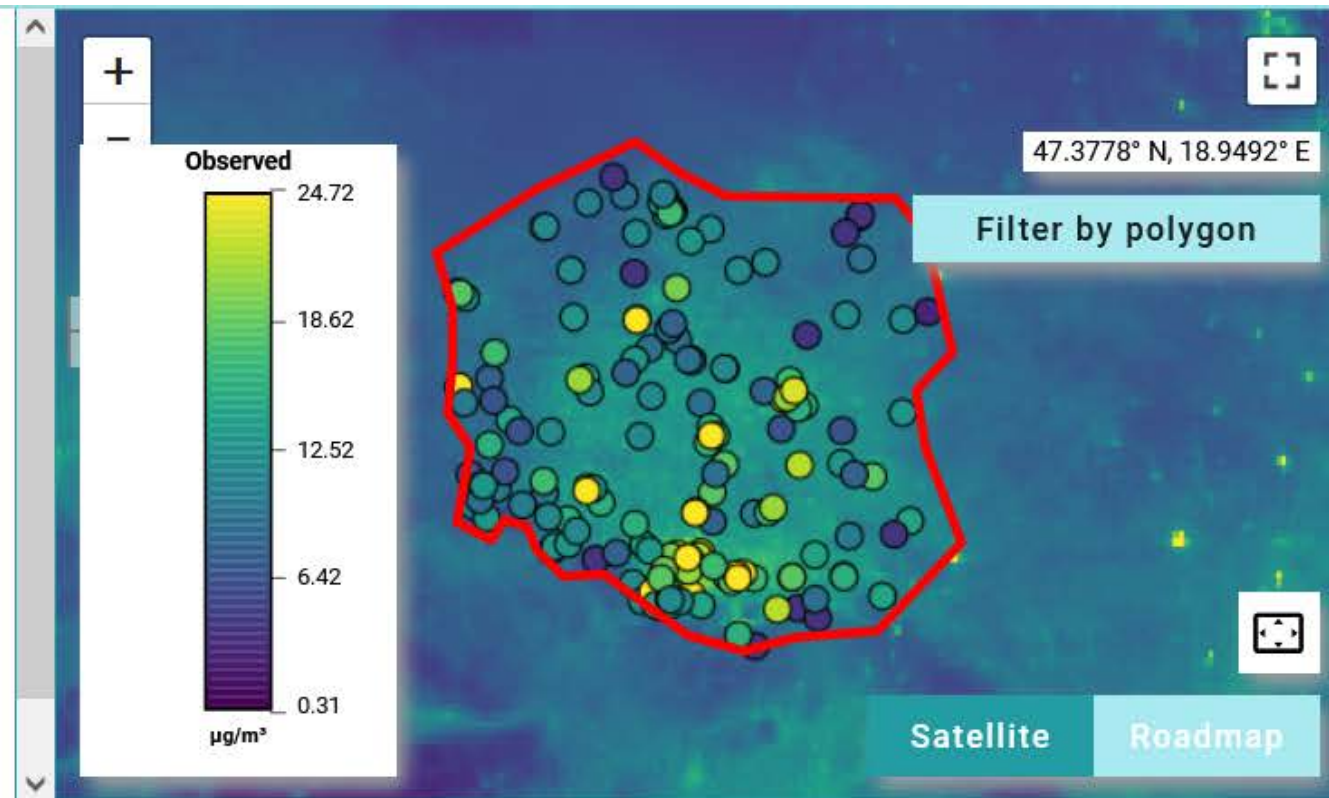 +
−
Observed
24.72
18.62
12.52
6.42
0.31
µg/m³
47.3778° N, 18.9492° E
Filter by polygon
Satellite
Roadmap